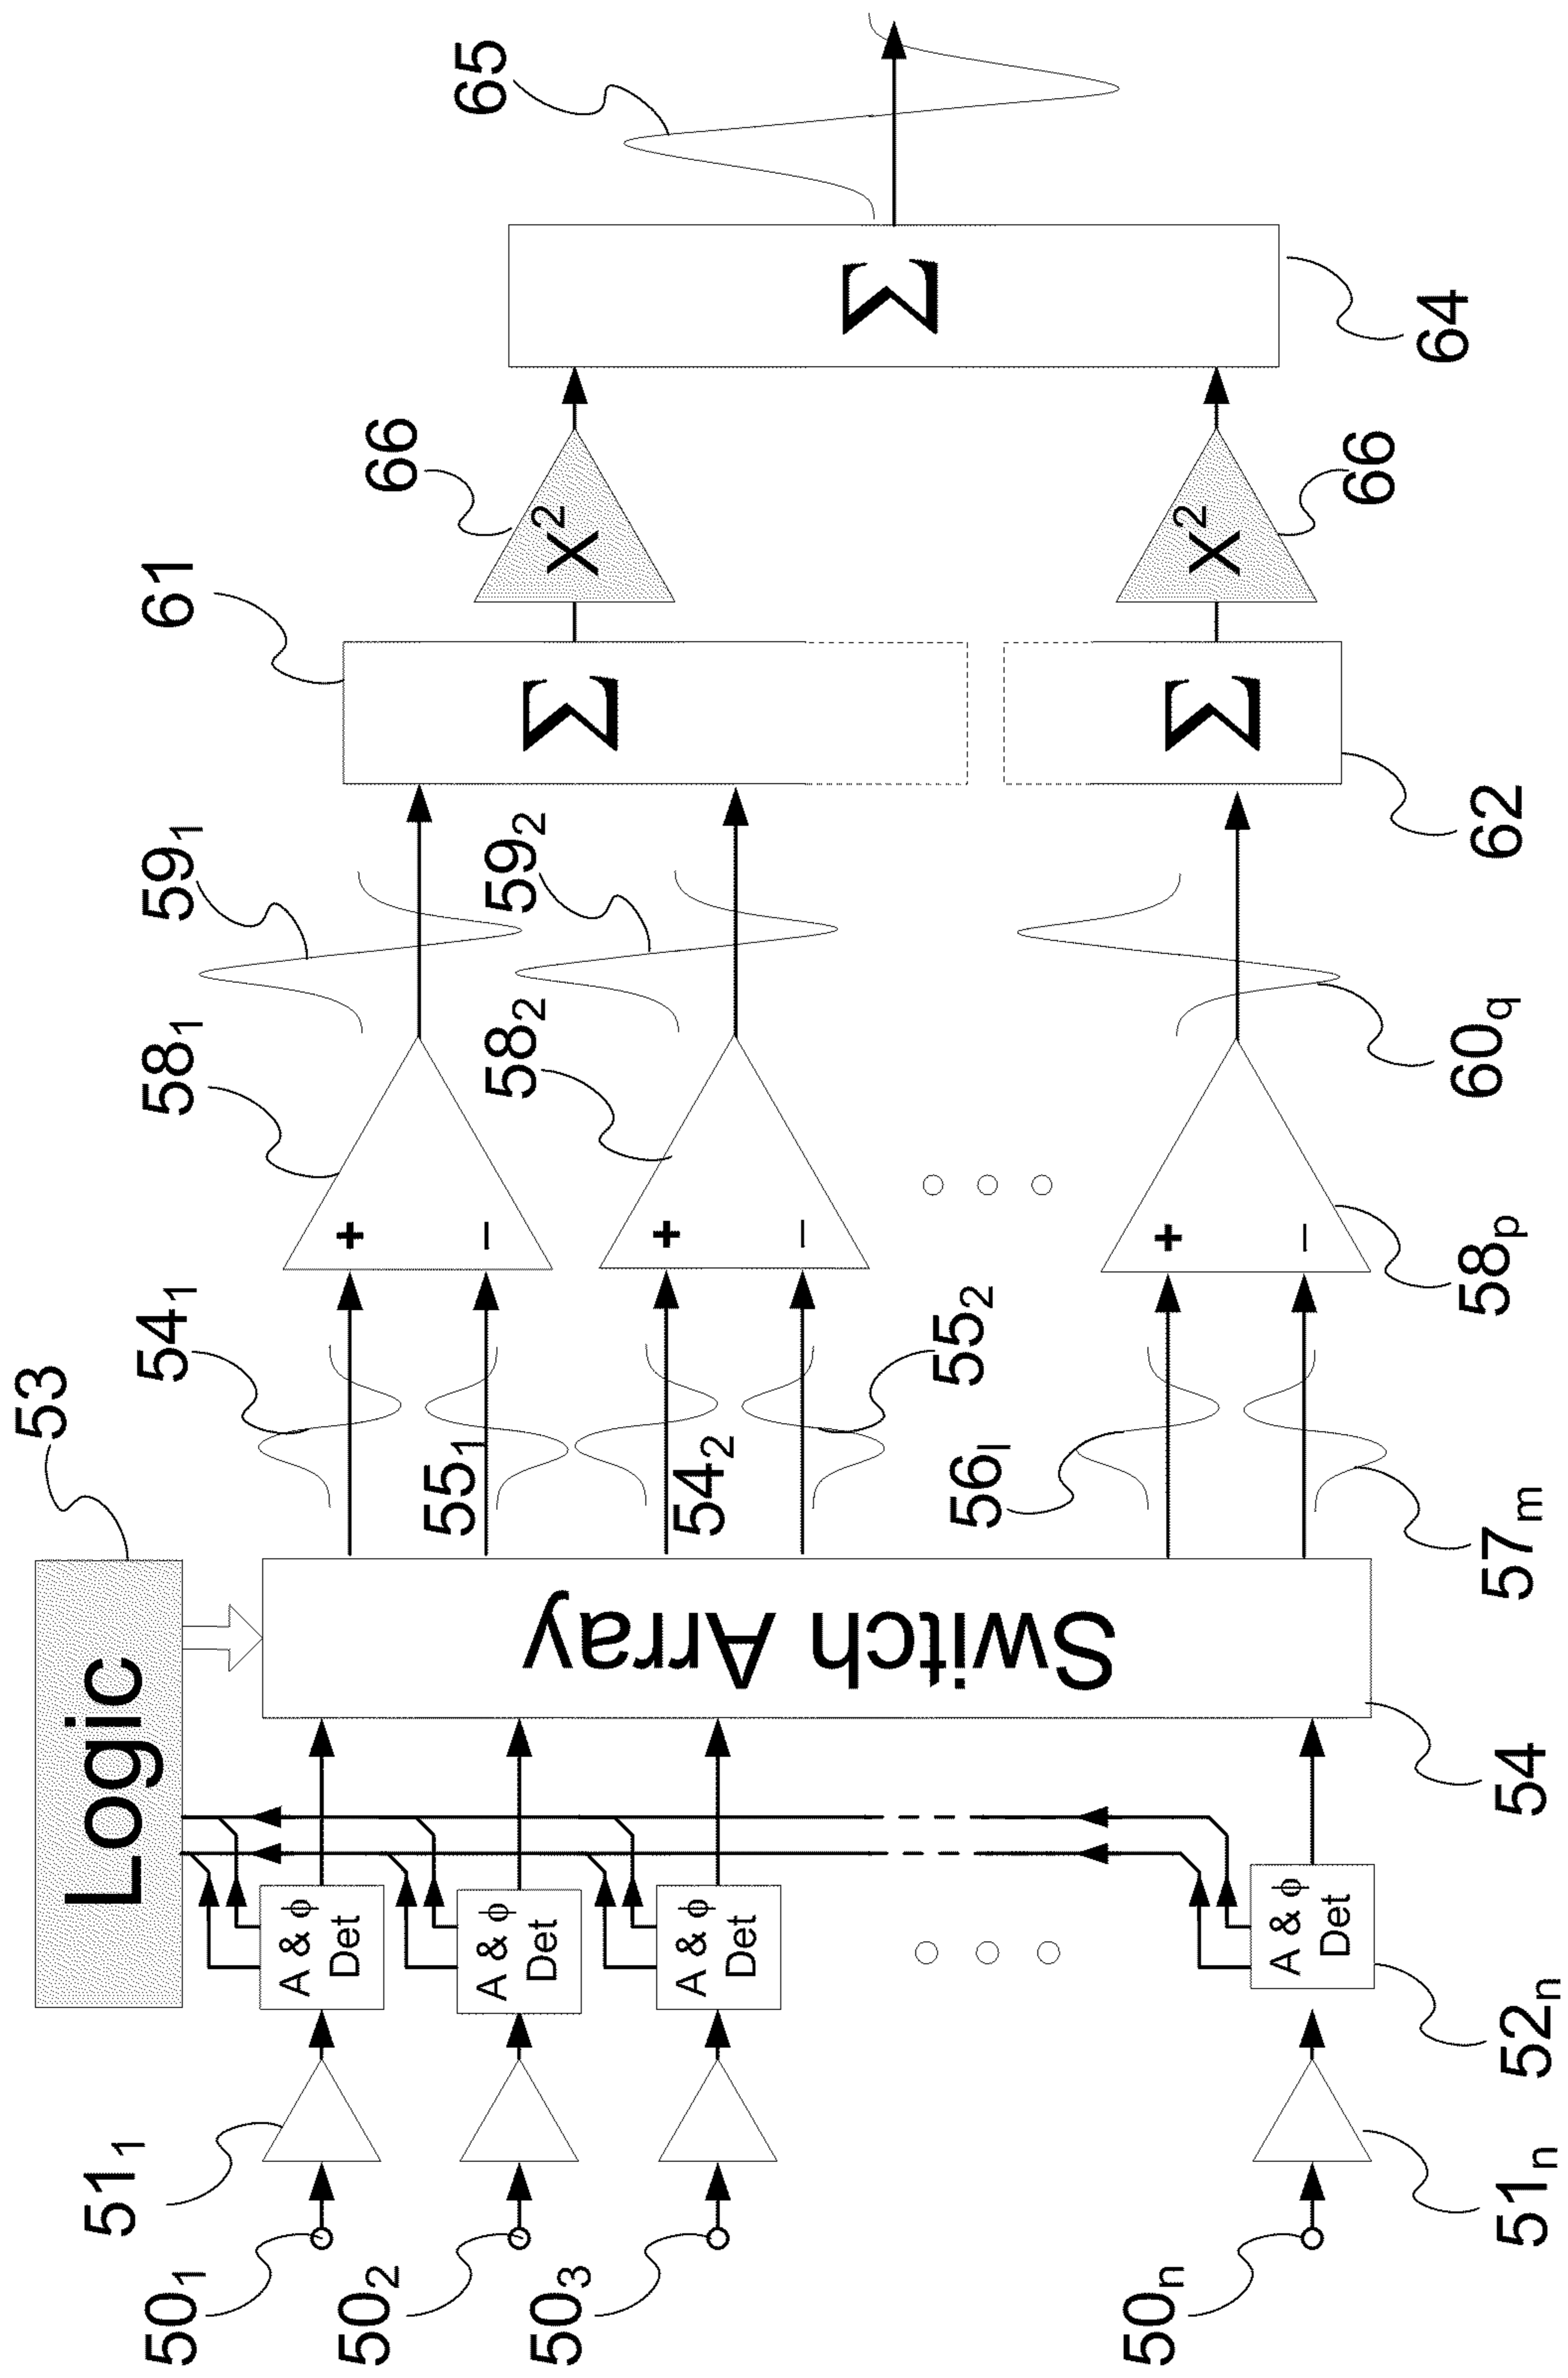 Logic
53
65
61
66
X²
Σ
59₁
58₁
54₁
+
−
55₁
59₂
58₂
54₂
+
−
55₂
Σ
Σ
64
66
X²
62
60q
56l
57m
+
−
58p
Switch Array
54
A & ϕ
Det
A & ϕ
Det
A & ϕ
Det
A & ϕ
Det
52n
51₁
51n
50₁
50₂
50₃
50n